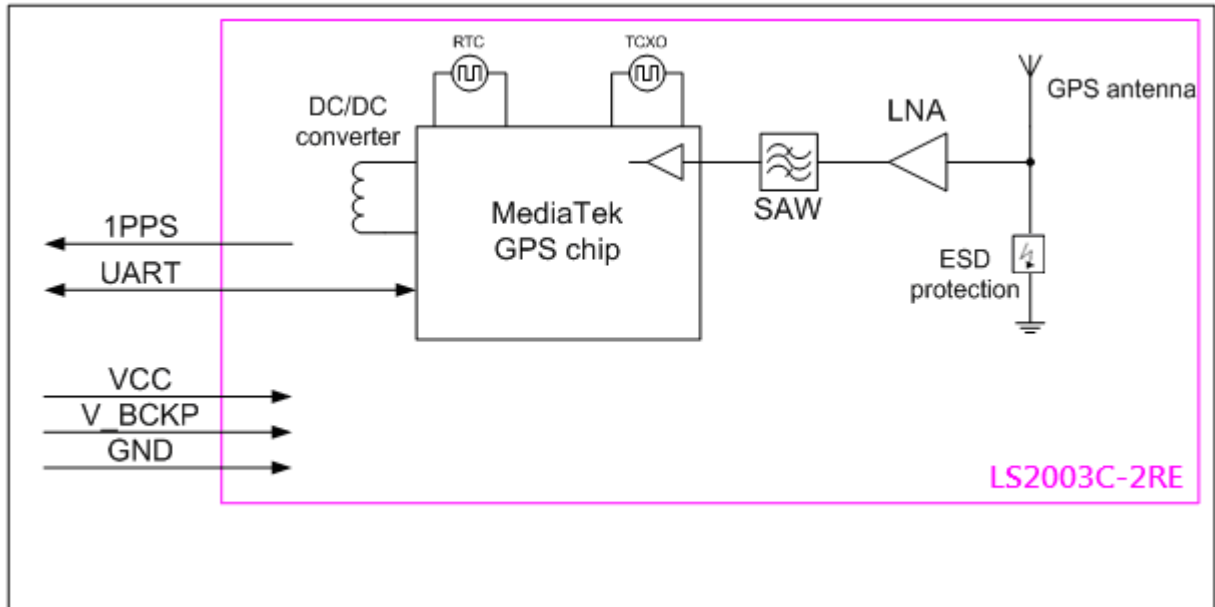 RTC
TCXO
DC/DC
converter
LNA
GPS antenna
SAW
MediaTek
GPS chip
1PPS
UART
ESD
protection
VCC
V_BCKP
GND
LS2003C-2RE